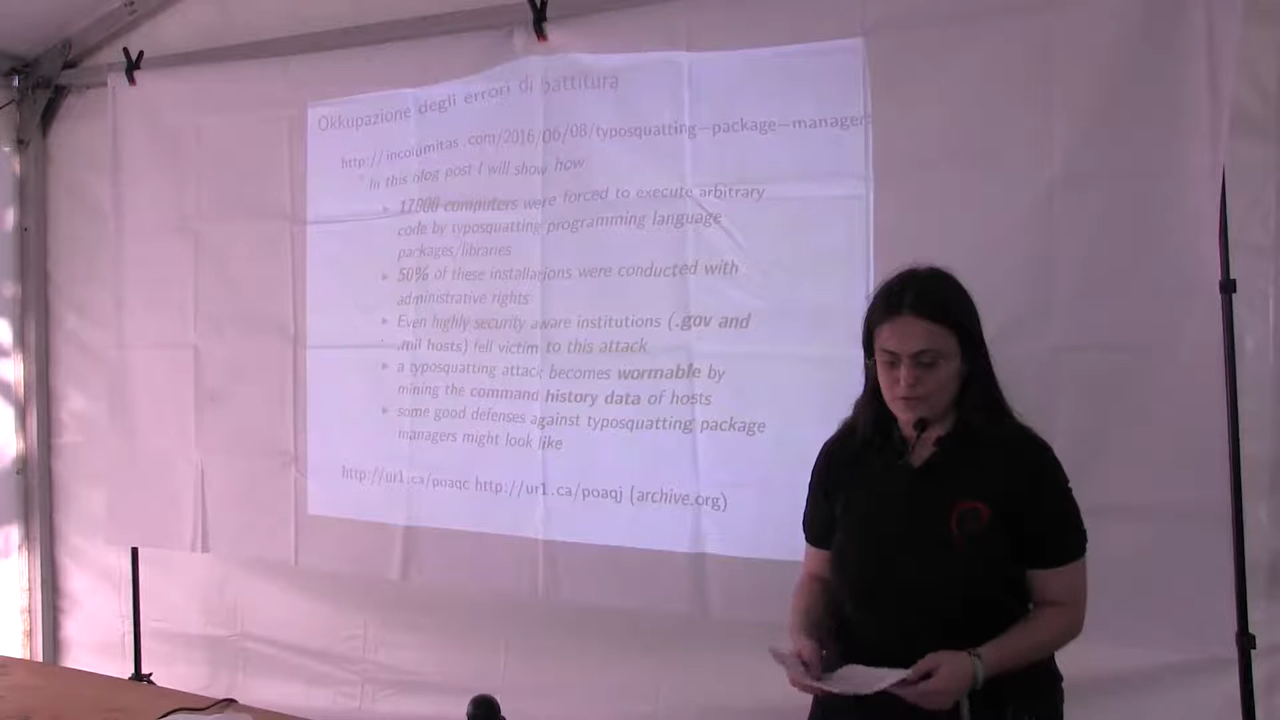 Okkupazione degli errori di battitura
http://incolumitas.com/2016/06/08/typosquatting-package-manager
In this blog post I will show how
17000 computers were forced to execute arbitrary
code by typosquatting programming language
packages/libraries
50% of these installations were conducted with
administrative rights
Even highly security aware institutions (.gov and
.mil hosts) fell victim to this attack
a typosquatting attack becomes wormable by
mining the command history data of hosts
some good defenses against typosquatting package
managers might look like
http://ur1.ca/poaqc http://ur1.ca/poaqj (archive.org)